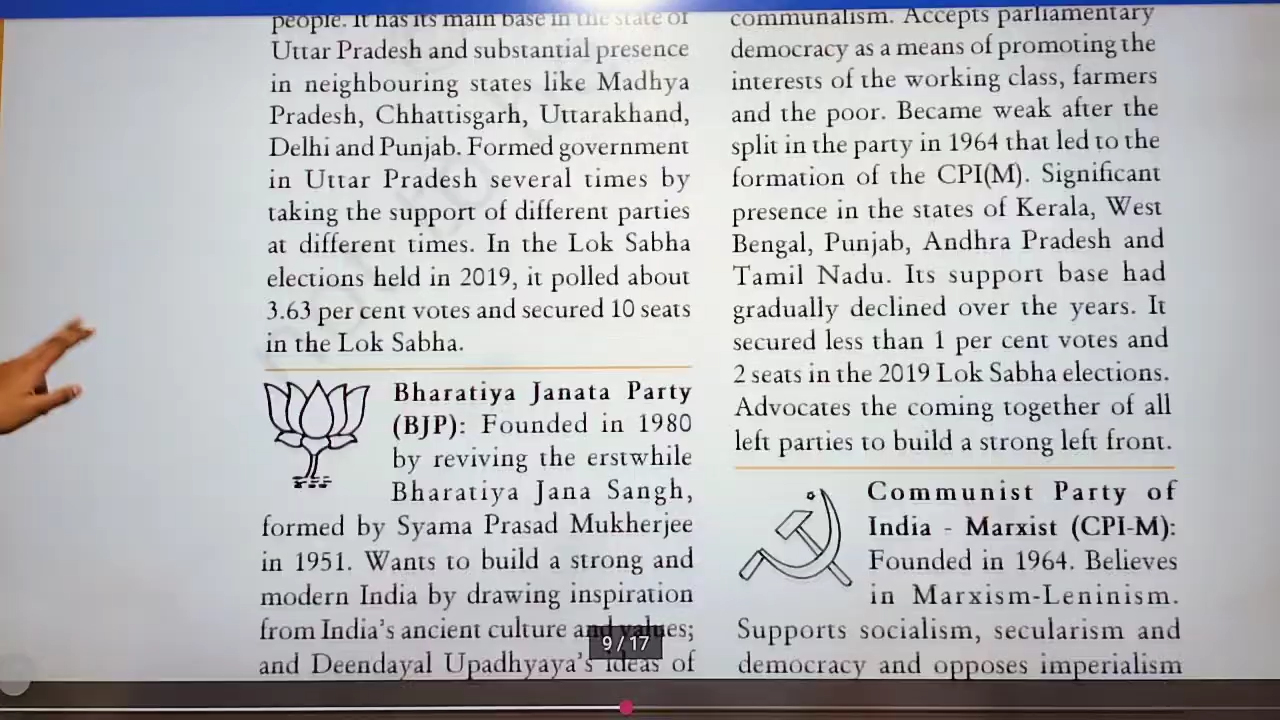 people. It has its main base in the state of
Uttar Pradesh and substantial presence
in neighbouring states like Madhya
Pradesh, Chhattisgarh, Uttarakhand,
Delhi and Punjab. Formed government
in Uttar Pradesh several times by
taking the support of different parties
at different times. In the Lok Sabha
elections held in 2019, it polled about
3.63 per cent votes and secured 10 seats
in the Lok Sabha.
Bharatiya Janata Party
(BJP): Founded in 1980
by reviving the erstwhile
Bharatiya Jana Sangh,
formed by Syama Prasad Mukherjee
in 1951. Wants to build a strong and
modern India by drawing inspiration
from India's ancient culture and values;
and Deendayal Upadhyaya's ideas of
communalism. Accepts parliamentary
democracy as a means of promoting the
interests of the working class, farmers
and the poor. Became weak after the
split in the party in 1964 that led to the
formation of the CPI(M). Significant
presence in the states of Kerala, West
Bengal, Punjab, Andhra Pradesh and
Tamil Nadu. Its support base had
gradually declined over the years. It
secured less than 1 per cent votes and
2 seats in the 2019 Lok Sabha elections.
Advocates the coming together of all
left parties to build a strong left front.
Communist Party of
India - Marxist (CPI-M):
Founded in 1964. Believes
in Marxism-Leninism.
Supports socialism, secularism and
democracy and opposes imperialism
9 / 17